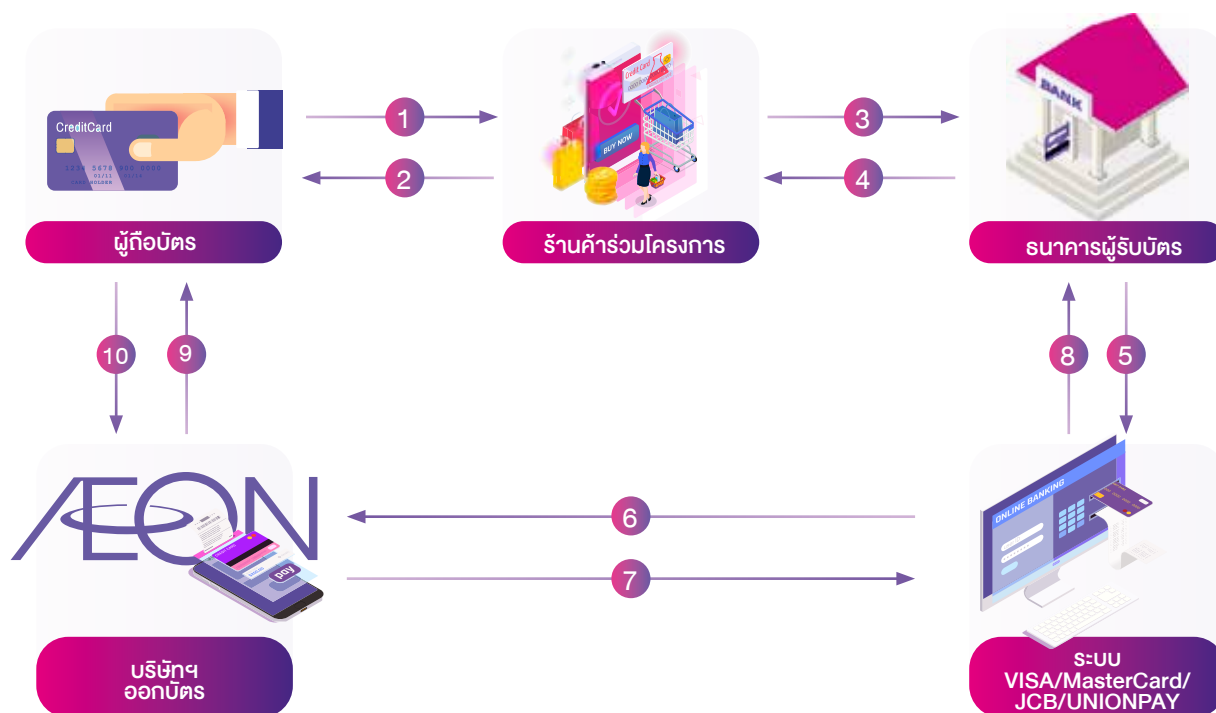 CreditCard
1
2
Credit Card
BUY NOW
3
4
BANK
ผู้ถือบัตร
ร้านค้าร่วมโครงการ
ธนาคารผู้รับบัตร
10
9
8
5
AEON
pay
6
7
ONLINE BANKING
บริษัทฯ
ออกบัตร
ระบบ
VISA/MasterCard/
JCB/UNIONPAY